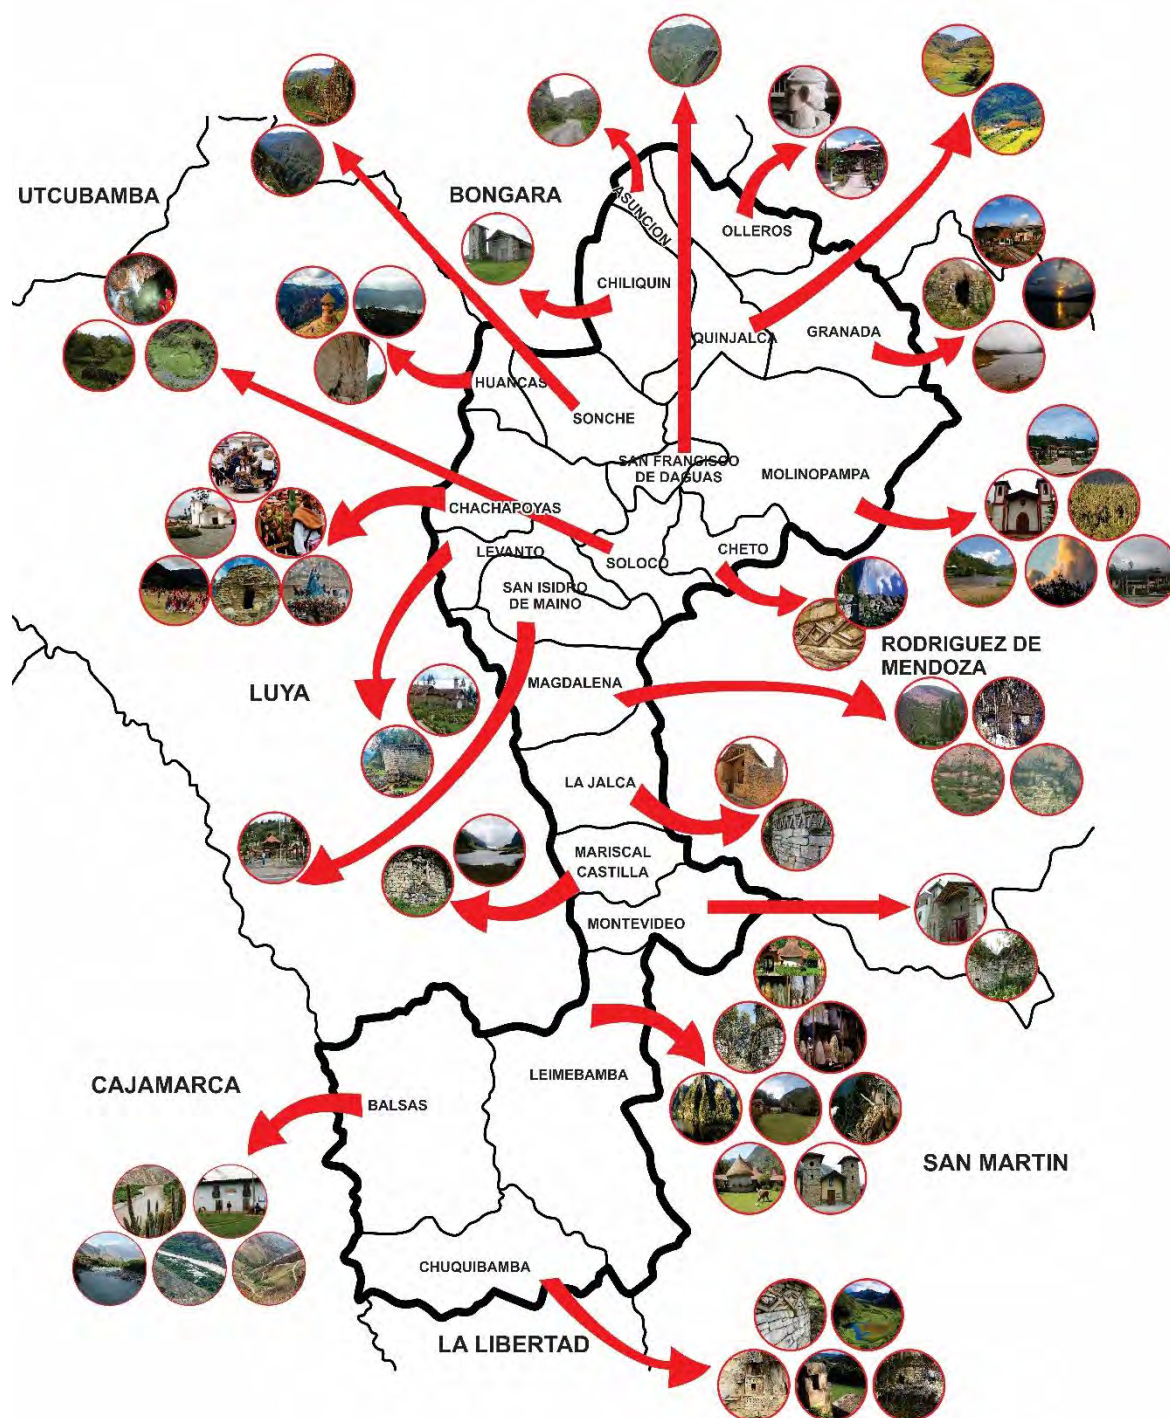 UTCUBAMBA
BONGARA
ASUNCION
OLLEROS
CHILIQUIN
QUINJALCA
GRANADA
HUANCAS
SONCHE
SAN FRANCISCO
DE DAGUAS
MOLINOPAMPA
CHACHAPOYAS
LEVANTO
SOLOCO
CHETO
SAN ISIDRO
DE MAINO
RODRIGUEZ DE
MENDOZA
LUYA
MAGDALENA
LA JALCA
MARISCAL
CASTILLA
MONTEVIDEO
LEIMEBAMBA
CAJAMARCA
BALSAS
SAN MARTIN
CHUQUIBAMBA
LA LIBERTAD